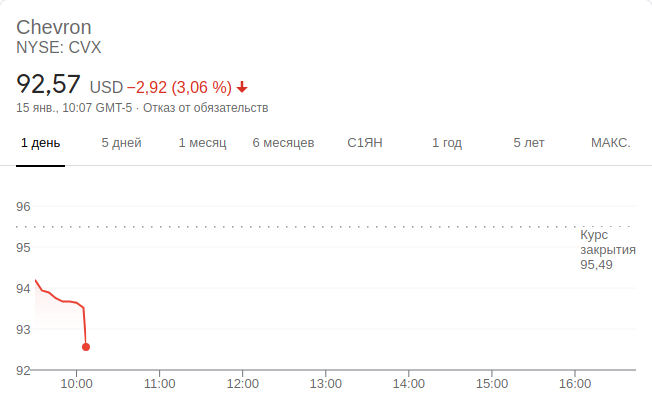 Chevron
NYSE: CVX
92,57 USD −2,92 (3,06 %)
15 янв., 10:07 GMT-5 · Отказ от обязательств
1 день 5 дней 1 месяц 6 месяцев С1ЯН 1 год 5 лет МАКС.
96
Курс
закрытия
95,49
95
94
93
92
10:00 11:00 12:00 13:00 14:00 15:00 16:00